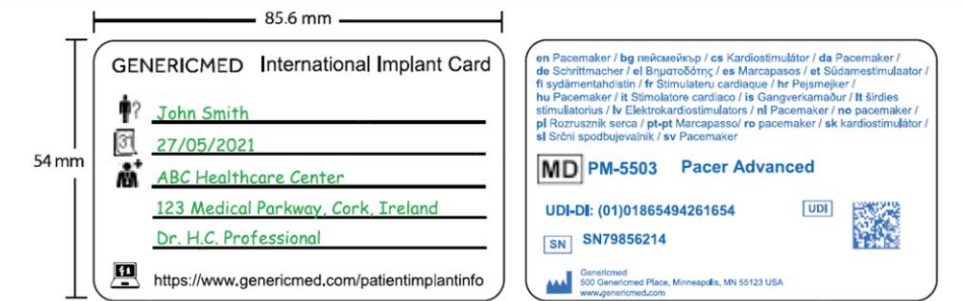 85.6 mm
54 mm
GENERICMED International Implant Card
John Smith
31
27/05/2021
ABC Healthcare Center
123 Medical Parkway, Cork, Ireland
Dr. H.C. Professional
https://www.genericmed.com/patientimplantinfo
en Pacemaker / bg пейсмейкър / cs Kardiostimulátor / da Pacemaker /
de Schrittmacher / el Βηματοδότης / es Marcapasos / et Südamestimulaator /
fi sydämentahdistin / fr Stimulateru cardiaque / hr Pejsmejker /
hu Pacemaker / it Stimolatore cardiaco / is Gangverkamaður / lt širdies
stimuliatorius / lv Elektrokardiostimulators / nl Pacemaker / no pacemaker /
pl Rozrusznik serca / pt-pt Marcapasso/ ro pacemaker / sk kardiostimulátor /
sl Srčni spodbujevalnik / sv Pacemaker
MD PM-5503 Pacer Advanced
UDI-DI: (01)01865494261654 UDI
SN SN79856214
Genericmed
500 Genericmed Place, Minneapolis, MN 55123 USA
www.genericmed.com